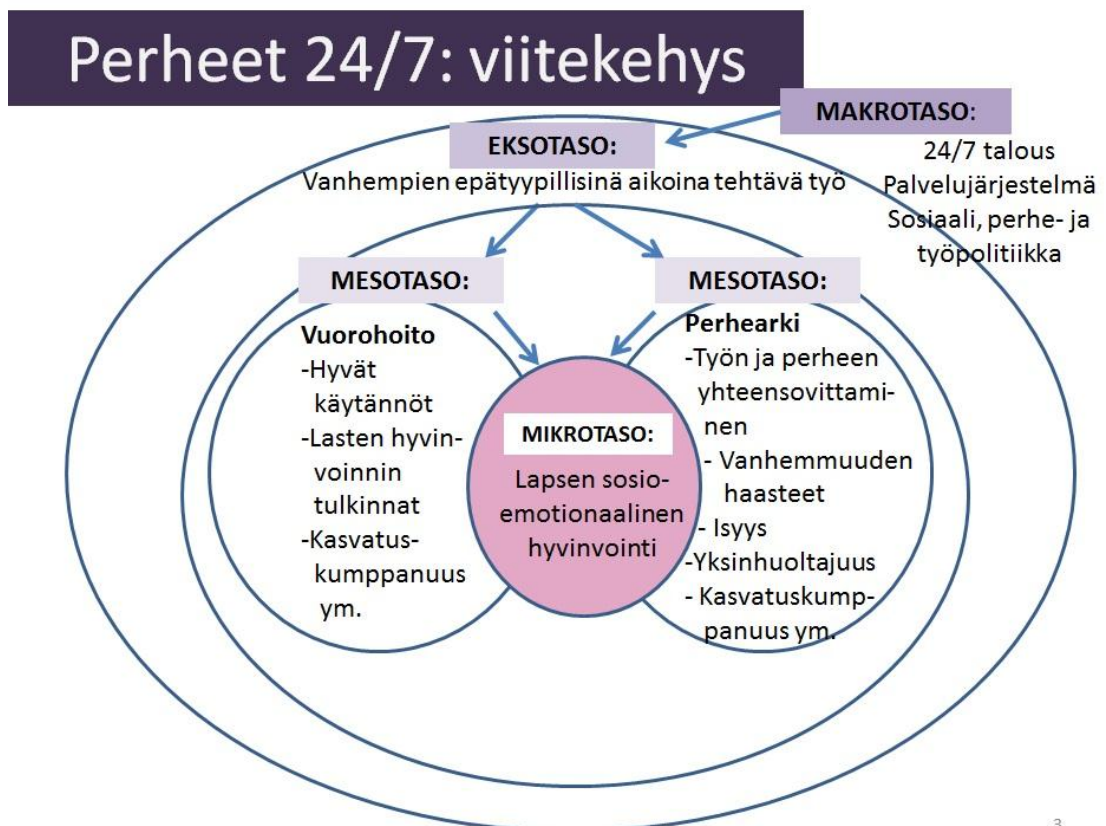 Perheet 24/7: viitekehys
MAKROTASO:
24/7 talous
Palvelujärjestelmä
Sosiaali, perhe- ja
työpolitiikka
EKSOTASO:
Vanhempien epätyypillisinä aikoina tehtävä työ
MESOTASO:
Vuorohoito
-Hyvät
käytännöt
-Lasten hyvin-
voinnin
tulkinnat
-Kasvatus-
kumppanuus
ym.
MESOTASO:
Perhearki
-Työn ja perheen
yhteensovittami-
nen
- Vanhemmuuden
haasteet
- Isyys
-Yksinhuoltajuus
- Kasvatuskump-
panuus ym.
MIKROTASO:
Lapsen sosio-
emotionaalinen
hyvinvointi
3